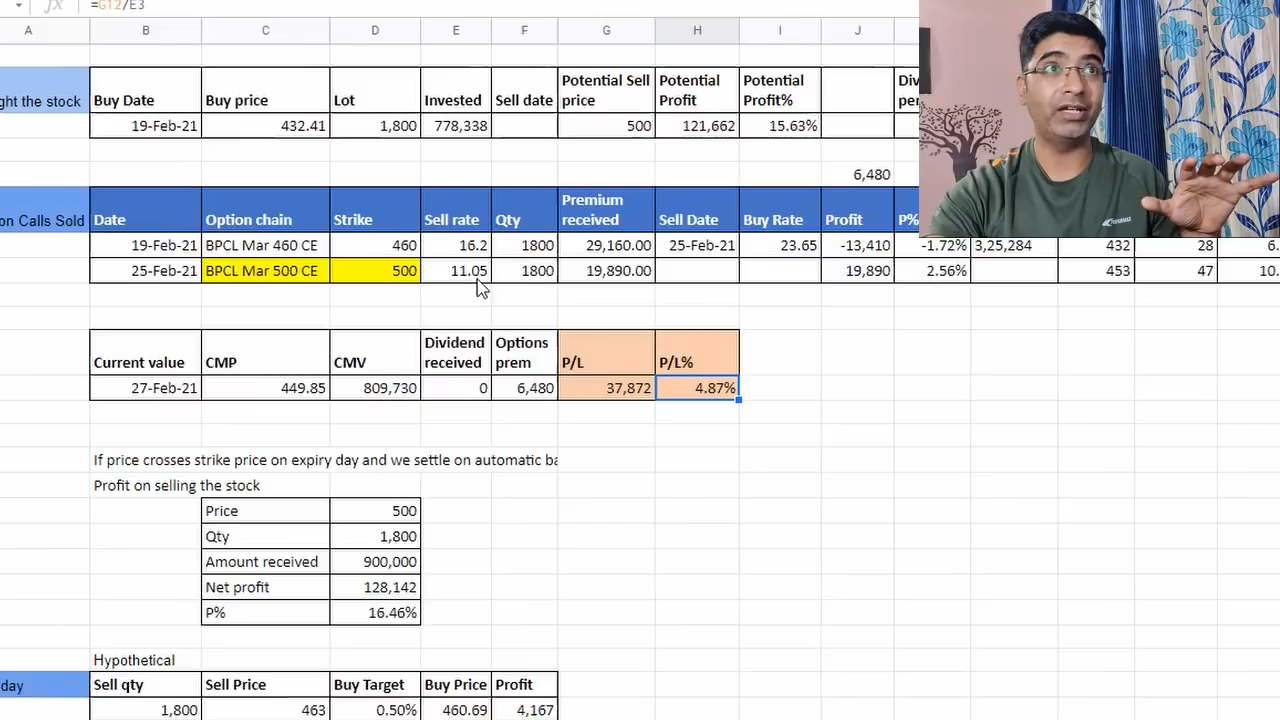 =G12/E3
A B C D E F G H I J
ght the stock Buy Date Buy price Lot Invested Sell date Potential Sell price Potential Profit Potential Profit%
19-Feb-21 432.41 1,800 778,338 500 121,662 15.63%
6,480
on Calls Sold Date Option chain Strike Sell rate Qty Premium received Sell Date Buy Rate Profit P%
19-Feb-21 BPCL Mar 460 CE 460 16.2 1800 29,160.00 25-Feb-21 23.65 -13,410 -1.72% 3,25,284 432 28 6.
25-Feb-21 BPCL Mar 500 CE 500 11.05 1800 19,890.00 19,890 2.56% 453 47 10.
Current value CMP CMV Dividend received Options prem P/L P/L%
27-Feb-21 449.85 809,730 0 6,480 37,872 4.87%
If price crosses strike price on expiry day and we settle on automatic ba
Profit on selling the stock
Price 500
Qty 1,800
Amount received 900,000
Net profit 128,142
P% 16.46%
Hypothetical
day Sell qty Sell Price Buy Target Buy Price Profit
1,800 463 0.50% 460.69 4,167